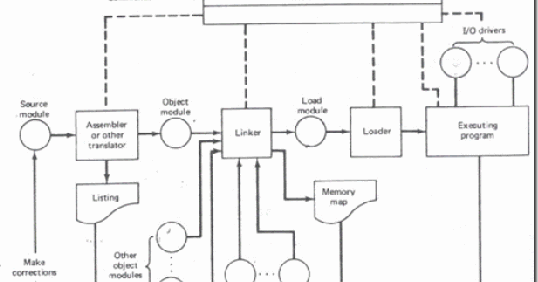 I/O drivers
Source
module
Object
module
Load
module
Assembler
or other
translator
Linker
Loader
Executing
program
Listing
Memory
map
Other
object
modules
Make
corrections